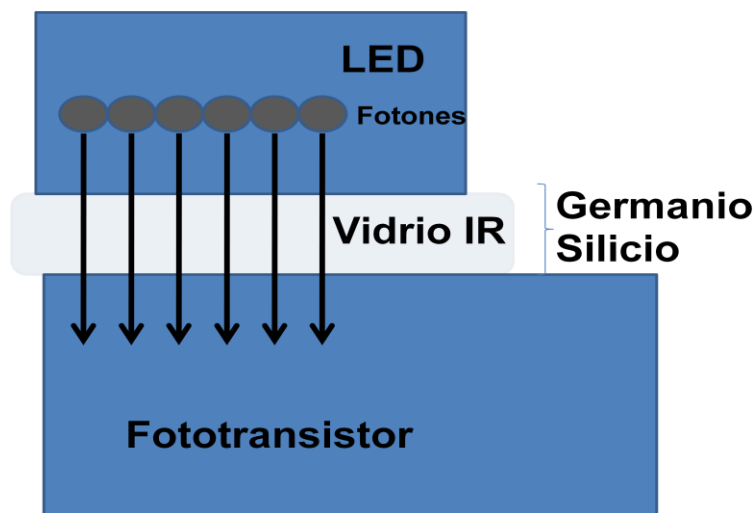 LED
Fotones
Vidrio IR
Germanio
Silicio
Fototransistor